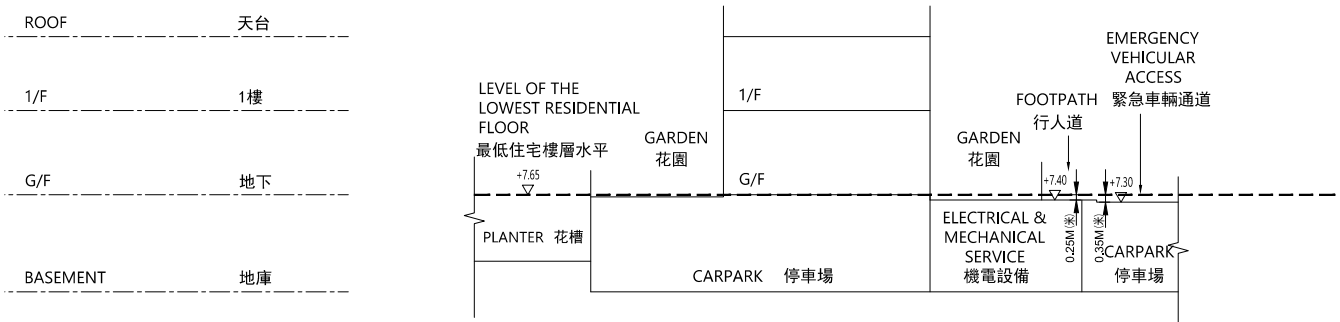 ROOF 天台
1/F 1樓
G/F 地下
BASEMENT 地庫
LEVEL OF THE
LOWEST RESIDENTIAL
FLOOR
最低住宅樓層水平
+7.65
PLANTER 花槽
GARDEN
花園
1/F
G/F
CARPARK 停車場
GARDEN
花園
ELECTRICAL &
MECHANICAL
SERVICE
機電設備
FOOTPATH
行人道
+7.40
0.25M(米)
EMERGENCY
VEHICULAR
ACCESS
緊急車輛通道
+7.30
0.35M(米)
CARPARK
停車場